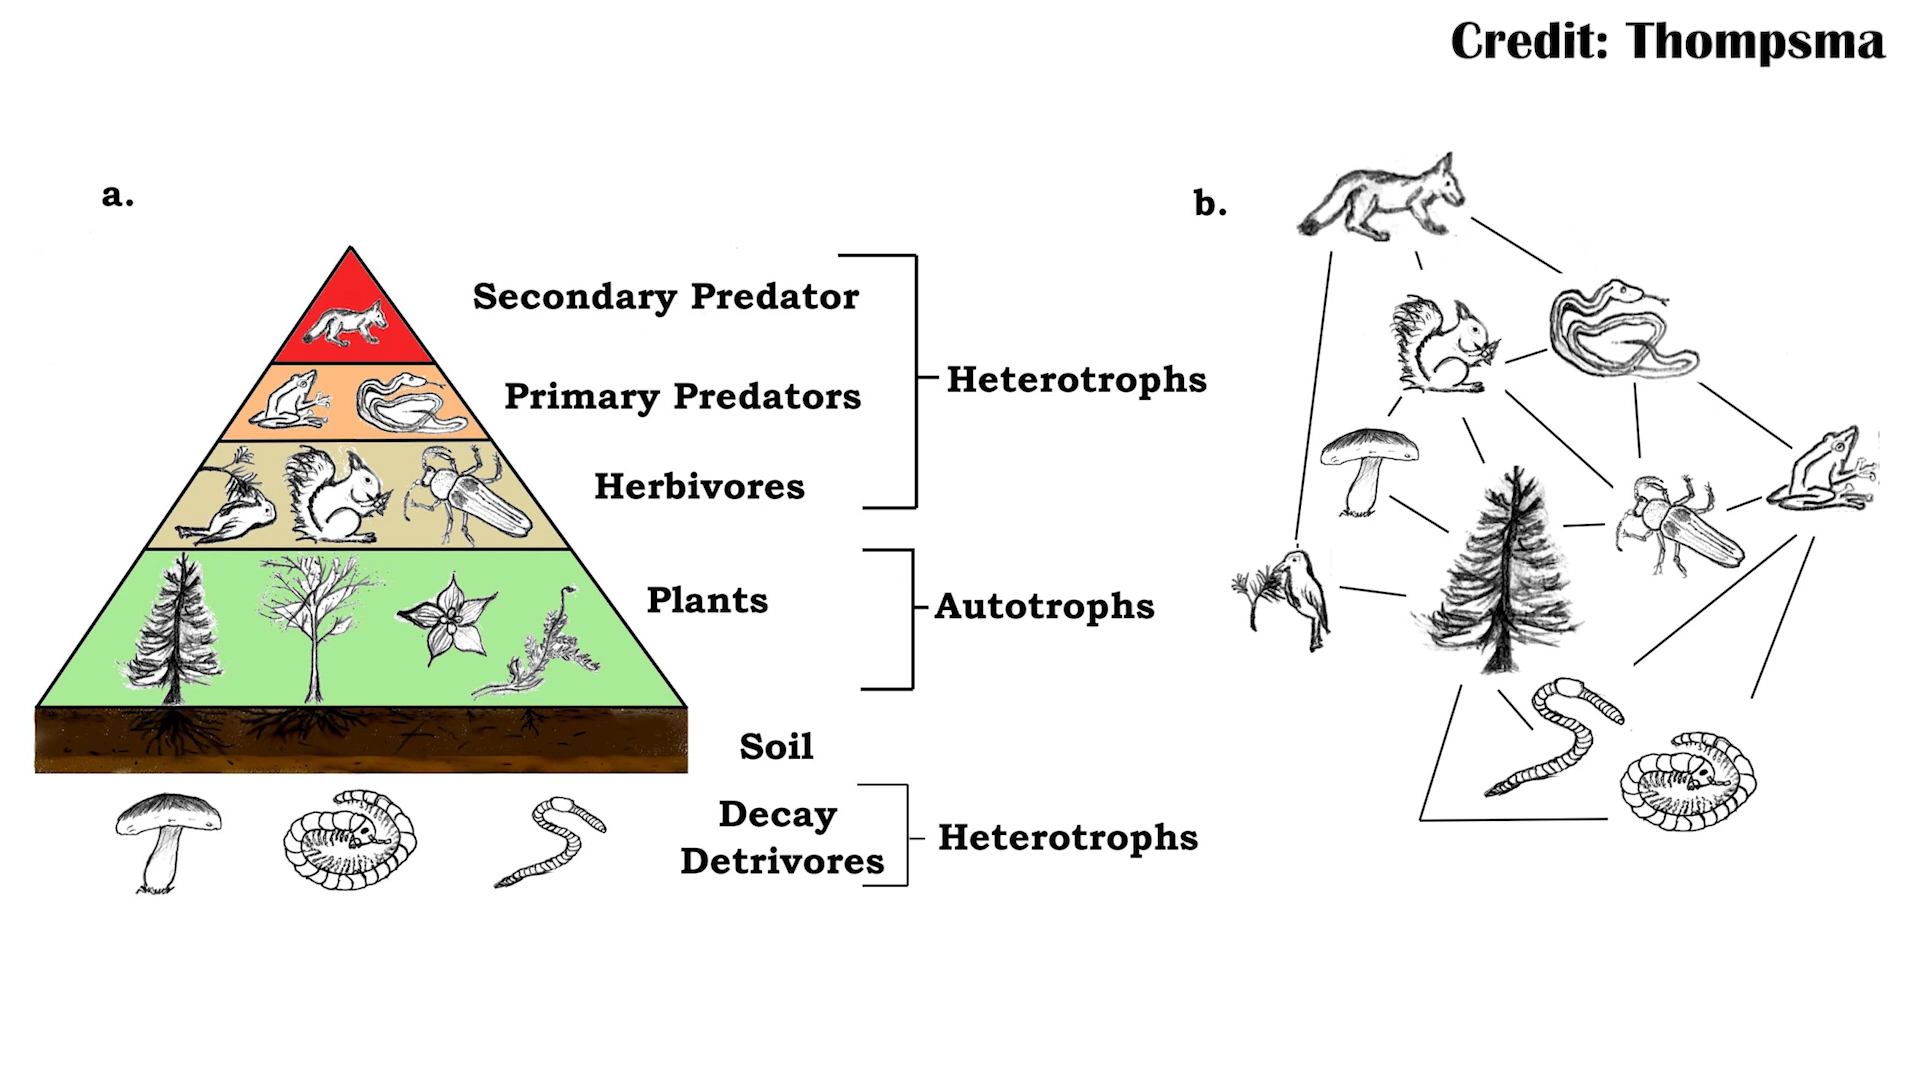 Credit: Thompsma
a.
b.
Secondary Predator
Primary Predators
Heterotrophs
Herbivores
Plants
Autotrophs
Soil
Decay
Detrivores
Heterotrophs